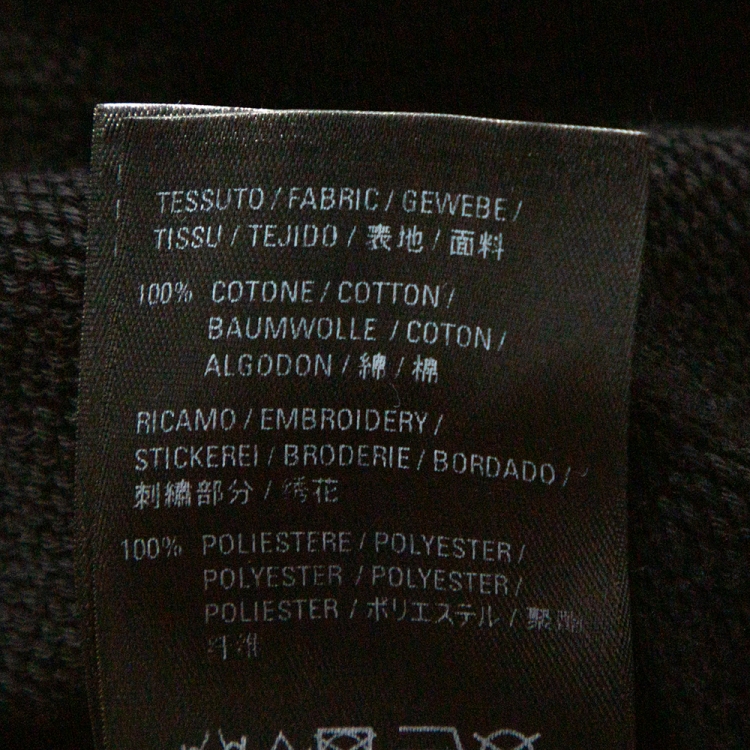 TESSUTO / FABRIC / GEWEBE /
TISSU / TEJIDO / 表地 / 面料
100% COTONE / COTTON /
BAUMWOLLE / COTON /
ALGODON / 綿 / 棉
RICAMO / EMBROIDERY /
STICKEREI / BRODERIE / BORDADO /
刺繍部分 / 绣花
100% POLIESTERE / POLYESTER /
POLYESTER / POLYESTER /
POLIESTER / ポリエステル /
纤维